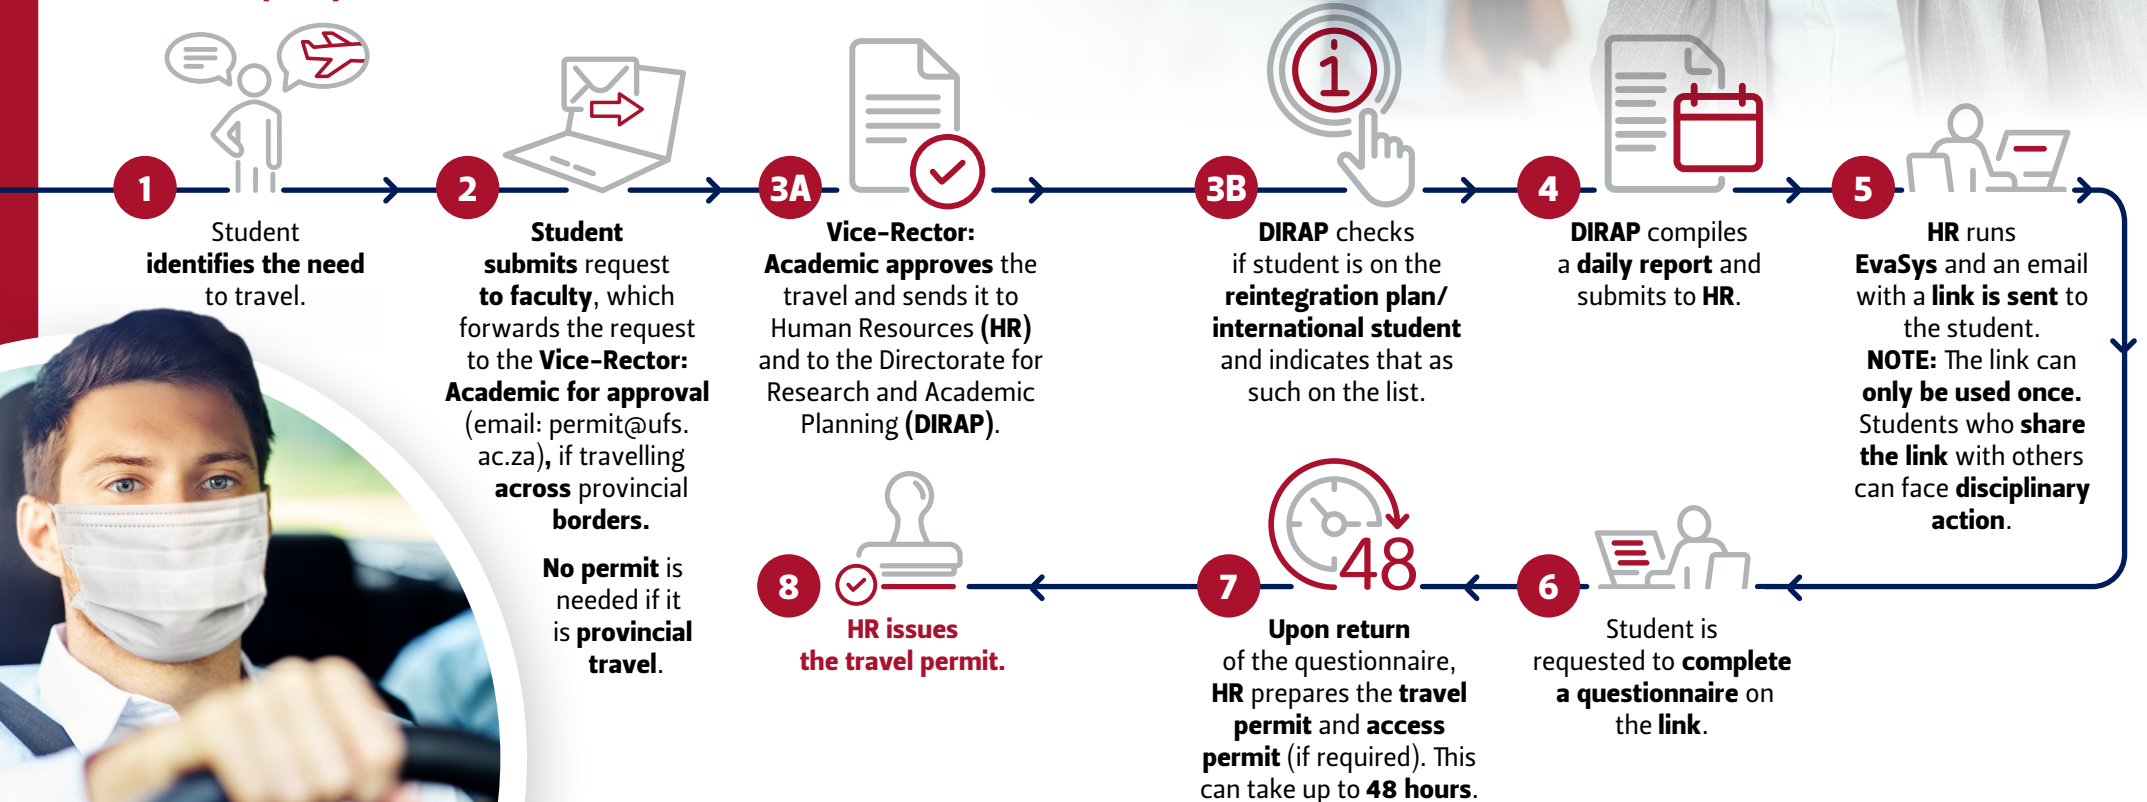 1
Student
identifies the need
to travel.
2
Student
submits request
to faculty, which
forwards the request
to the Vice-Rector:
Academic for approval
(email: permit@ufs.
ac.za), if travelling
across provincial
borders.
No permit is
needed if it
is provincial
travel.
3A
Vice-Rector:
Academic approves the
travel and sends it to
Human Resources (HR)
and to the Directorate for
Research and Academic
Planning (DIRAP).
3B
i
DIRAP checks
if student is on the
reintegration plan/
international student
and indicates that as
such on the list.
4
DIRAP compiles
a daily report and
submits to HR.
5
HR runs
EvaSys and an email
with a link is sent to
the student.
NOTE: The link can
only be used once.
Students who share
the link with others
can face disciplinary
action.
6
Student is
requested to complete
a questionnaire on
the link.
7
48
Upon return
of the questionnaire,
HR prepares the travel
permit and access
permit (if required). This
can take up to 48 hours.
8
HR issues
the travel permit.